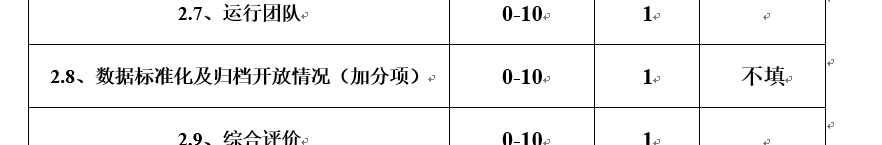 2.7、运行团队 0-10 1
2.8、数据标准化及归档开放情况（加分项） 0-10 1 不填
2.9、综合评价 0-10 1